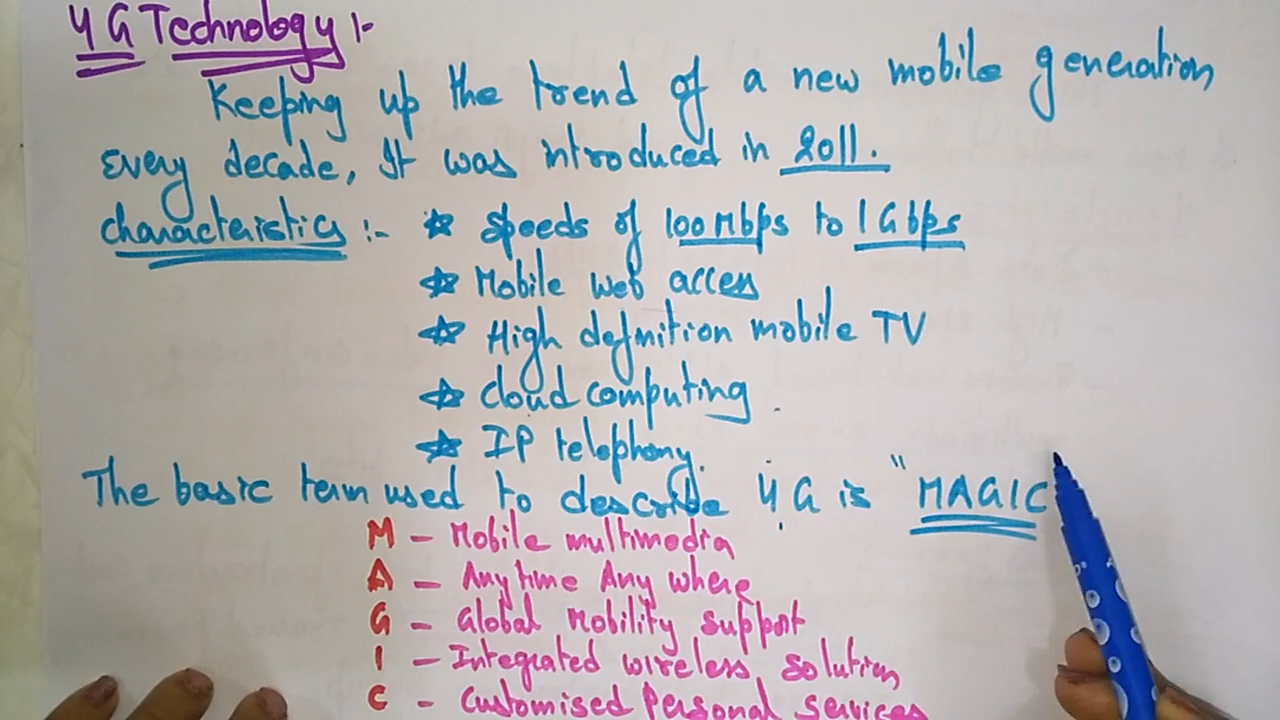 4G Technology :-
Keeping up the trend of a new mobile generation
every decade, It was introduced in 2011.
characteristics :- ☆ speeds of 100Mbps to 1Gbps
☆ Mobile web access
☆ High definition mobile TV
☆ cloud computing
☆ IP telephony.
The basic term used to describe 4G is "MAGIC
M - Mobile multimedia
A - Any time Any where
G - Global Mobility support
I - Integrated wireless solution
C - Customised Personal services